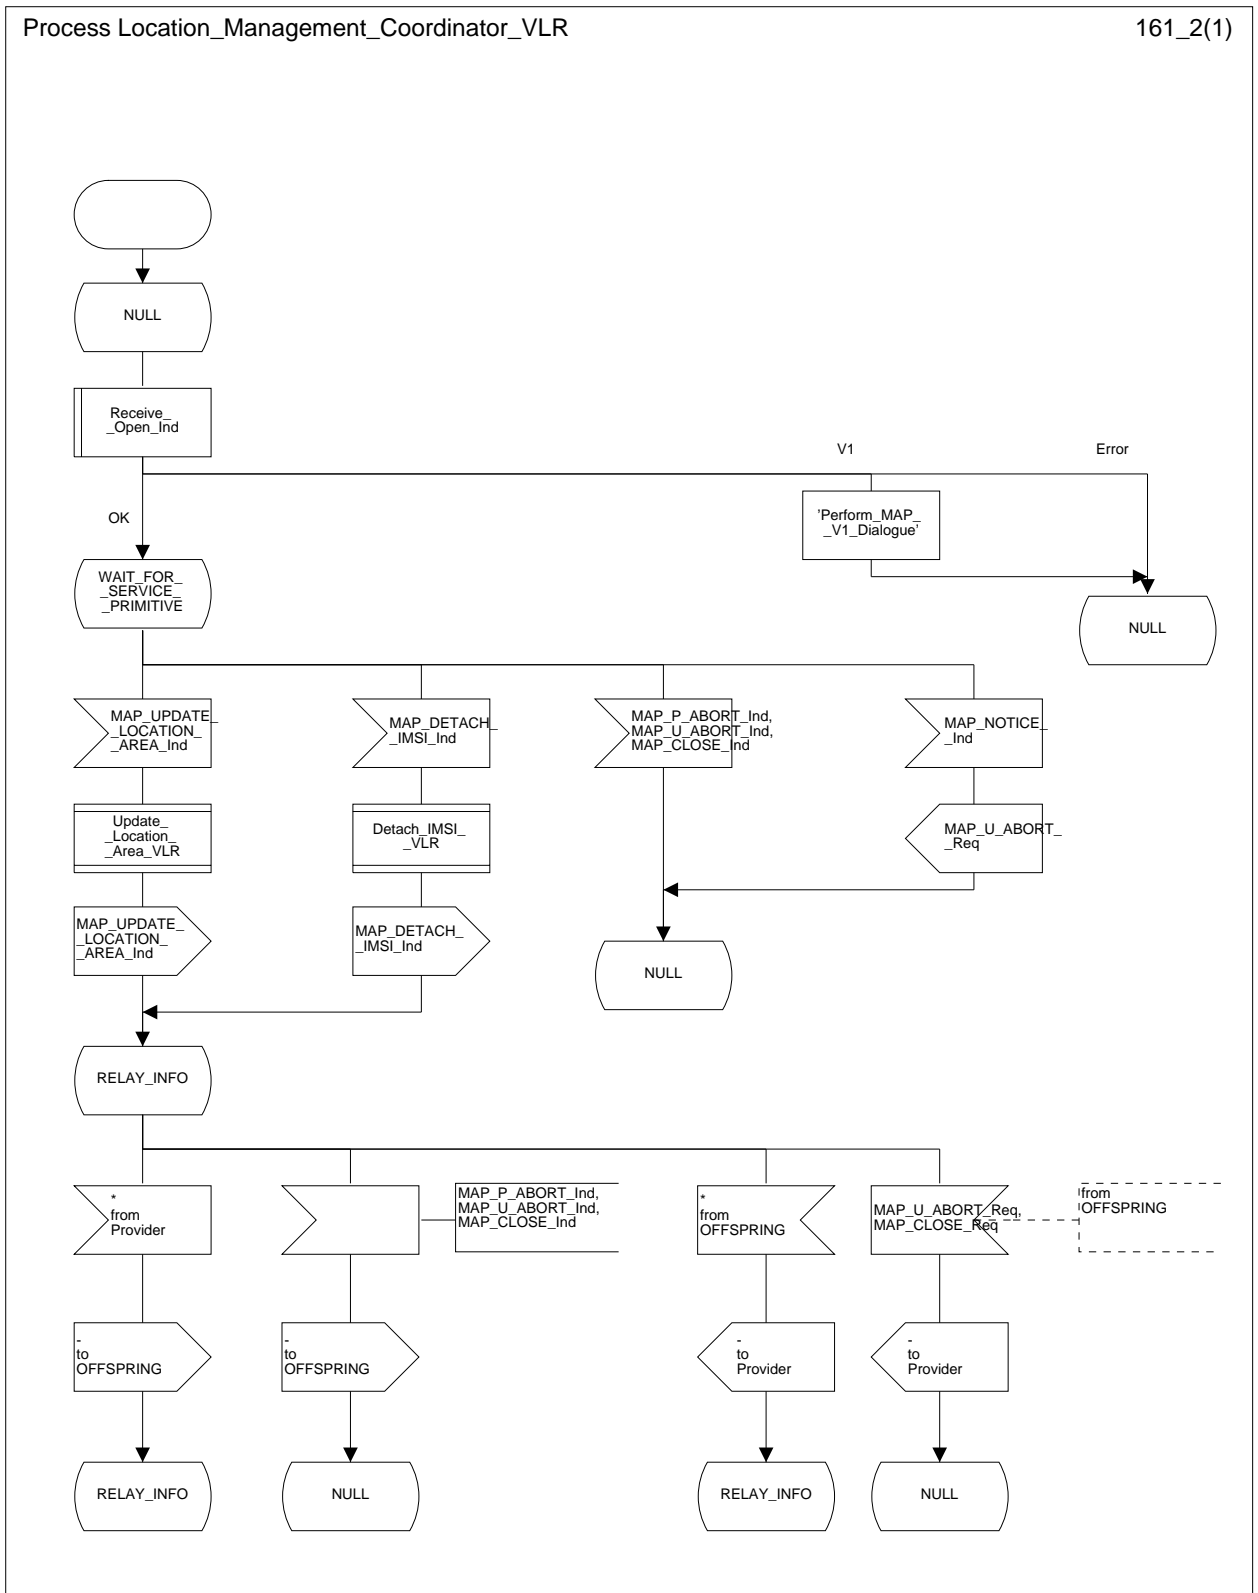 Process Location_Management_Coordinator_VLR
161_2(1)
NULL
Receive_
_Open_Ind
V1
Error
OK
'Perform_MAP_
_V1_Dialogue'
WAIT_FOR_
_SERVICE_
_PRIMITIVE
NULL
MAP_UPDATE_
_LOCATION_
_AREA_Ind
MAP_DETACH_
_IMSI_Ind
MAP_P_ABORT_Ind,
MAP_U_ABORT_Ind,
MAP_CLOSE_Ind
MAP_NOTICE_
_Ind
Update_
_Location_
_Area_VLR
Detach_IMSI_
_VLR
MAP_U_ABORT_
_Req
MAP_UPDATE_
_LOCATION_
_AREA_Ind
MAP_DETACH_
_IMSI_Ind
NULL
RELAY_INFO
*
from
Provider
MAP_P_ABORT_Ind,
MAP_U_ABORT_Ind,
MAP_CLOSE_Ind
*
from
OFFSPRING
MAP_U_ABORT_Req,
MAP_CLOSE_Req
from
OFFSPRING
-
to
OFFSPRING
-
to
OFFSPRING
-
to
Provider
-
to
Provider
RELAY_INFO
NULL
RELAY_INFO
NULL